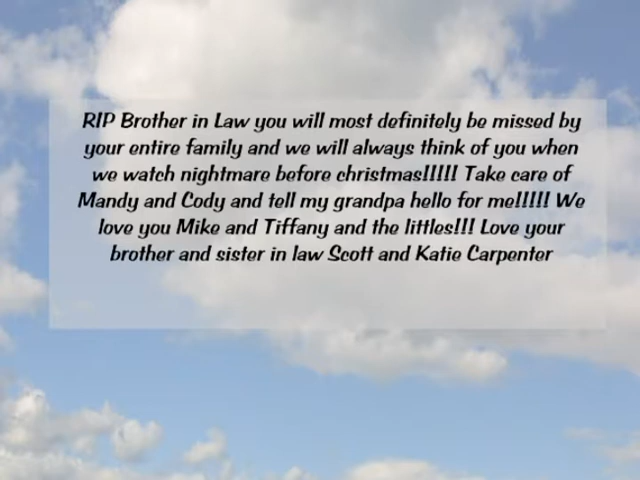 RIP Brother in Law you will most definitely be missed by
your entire family and we will always think of you when
we watch nightmare before christmas!!!!! Take care of
Mandy and Cody and tell my grandpa hello for me!!!!! We
love you Mike and Tiffany and the littles!!! Love your
brother and sister in law Scott and Katie Carpenter